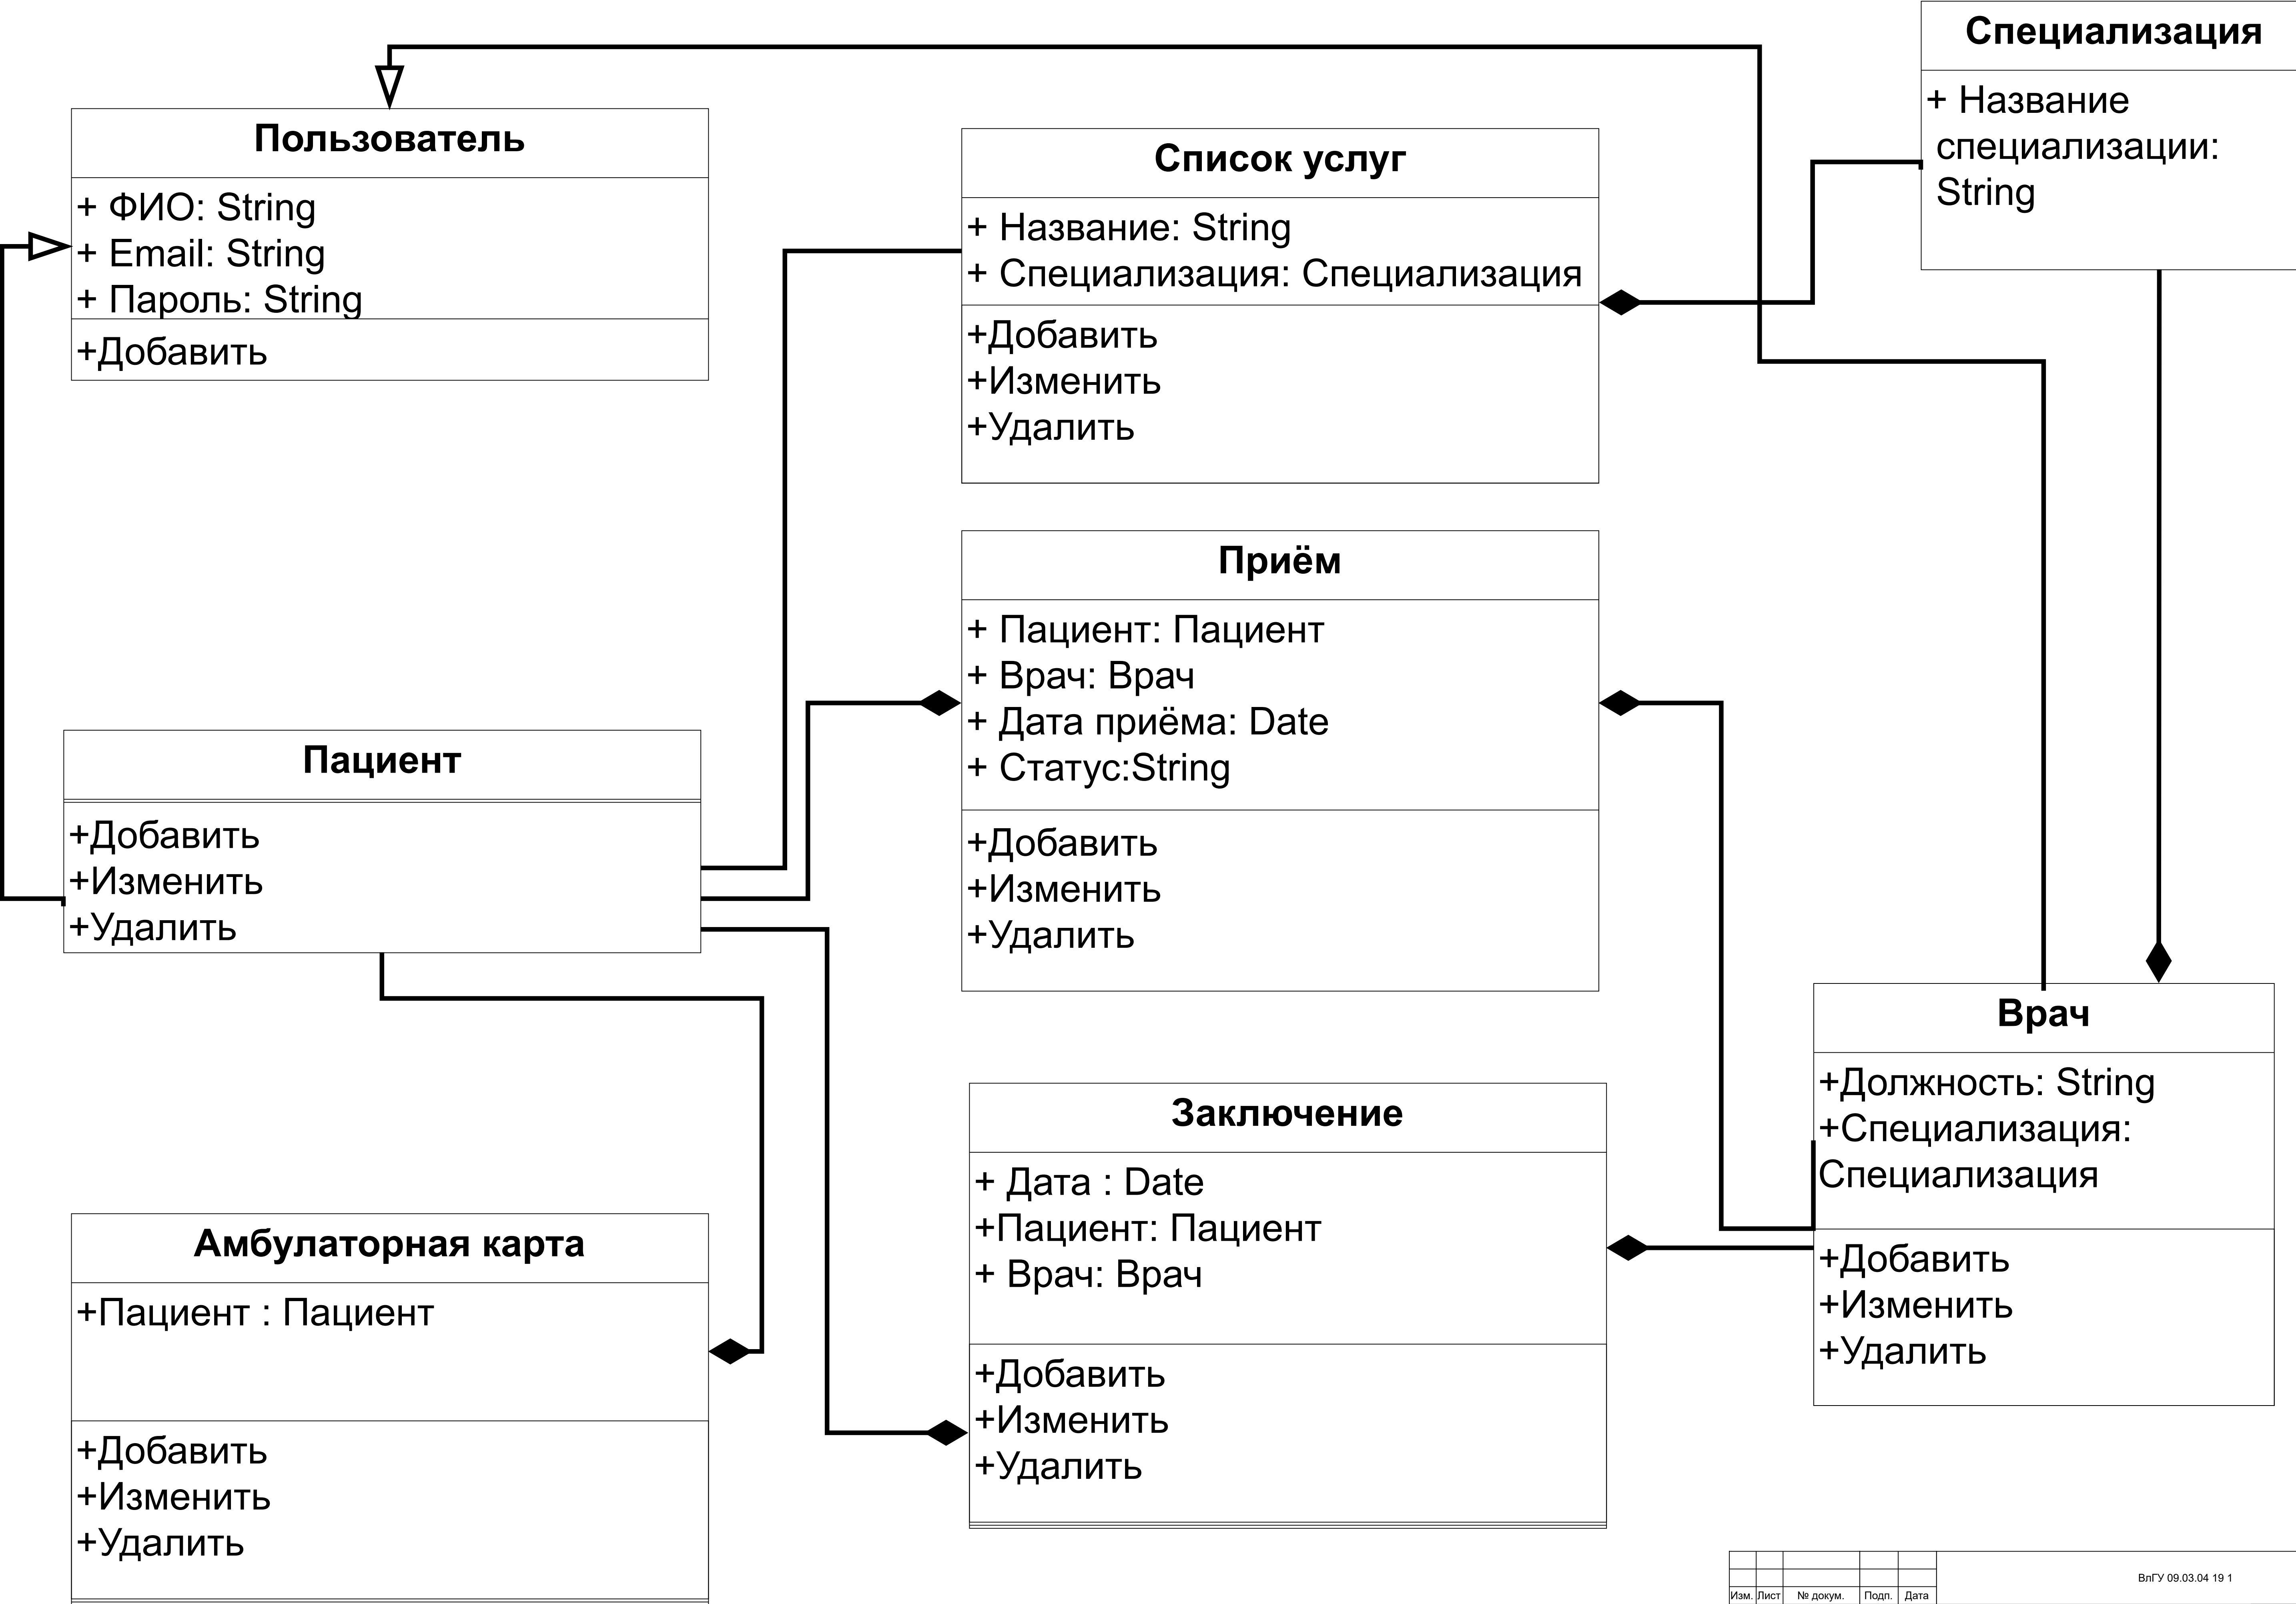 Специализация
+ Название
специализации:
String
Пользователь
+ ФИО: String
+ Email: String
+ Пароль: String
+Добавить
Список услуг
+ Название: String
+ Специализация: Специализация
+Добавить
+Изменить
+Удалить
Приём
+ Пациент: Пациент
+ Врач: Врач
+ Дата приёма: Date
+ Статус:String
+Добавить
+Изменить
+Удалить
Пациент
+Добавить
+Изменить
+Удалить
Врач
+Должность: String
+Специализация:
Специализация
+Добавить
+Изменить
+Удалить
Заключение
+ Дата : Date
+Пациент: Пациент
+ Врач: Врач
+Добавить
+Изменить
+Удалить
Амбулаторная карта
+Пациент : Пациент
+Добавить
+Изменить
+Удалить
ВлГУ 09.03.04 19 1
Изм. Лист № докум. Подп. Дата